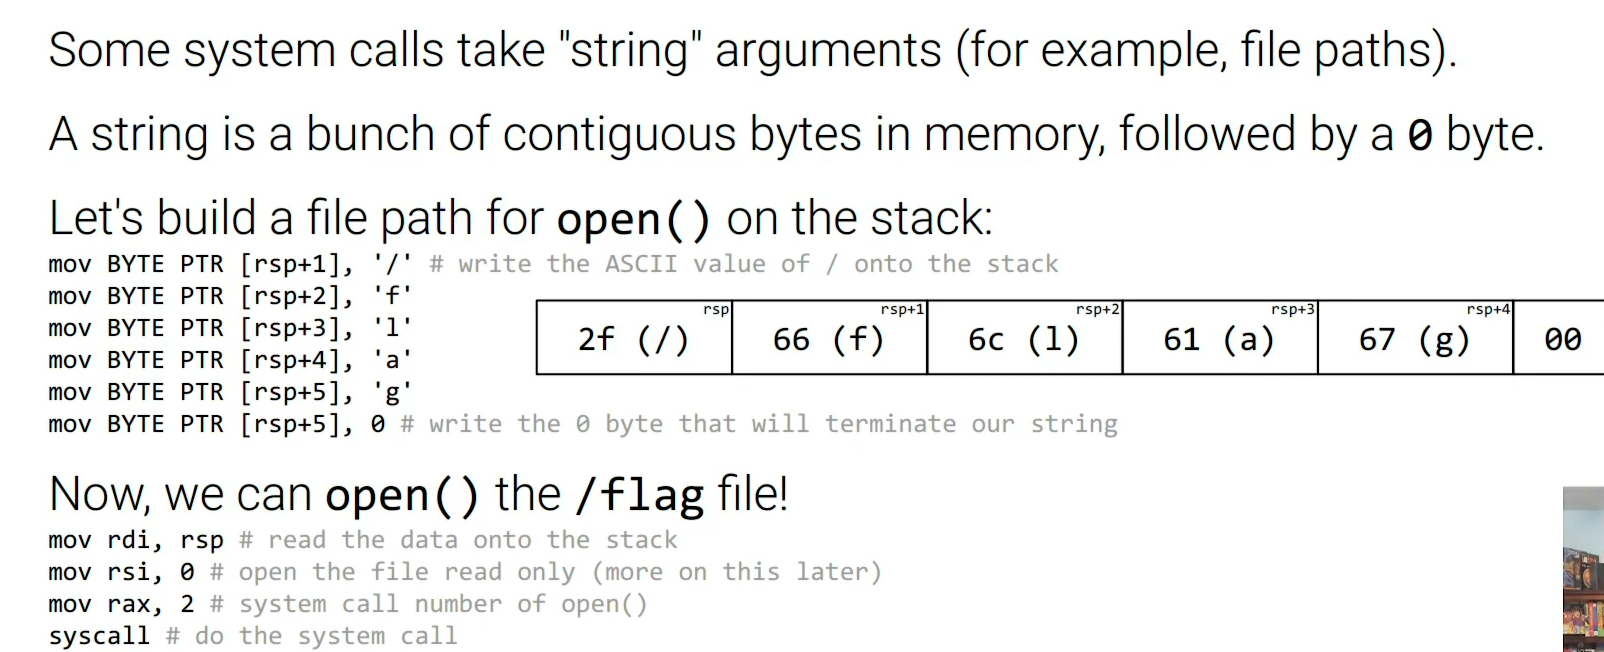 Some system calls take "string" arguments (for example, file paths).
A string is a bunch of contiguous bytes in memory, followed by a 0 byte.
Let's build a file path for open() on the stack:
mov BYTE PTR [rsp+1], '/' # write the ASCII value of / onto the stack
mov BYTE PTR [rsp+2], 'f'
mov BYTE PTR [rsp+3], 'l'
mov BYTE PTR [rsp+4], 'a'
mov BYTE PTR [rsp+5], 'g'
mov BYTE PTR [rsp+5], 0 # write the 0 byte that will terminate our string
rsp rsp+1 rsp+2 rsp+3 rsp+4
2f (/) 66 (f) 6c (l) 61 (a) 67 (g) 00
Now, we can open() the /flag file!
mov rdi, rsp # read the data onto the stack
mov rsi, 0 # open the file read only (more on this later)
mov rax, 2 # system call number of open()
syscall # do the system call